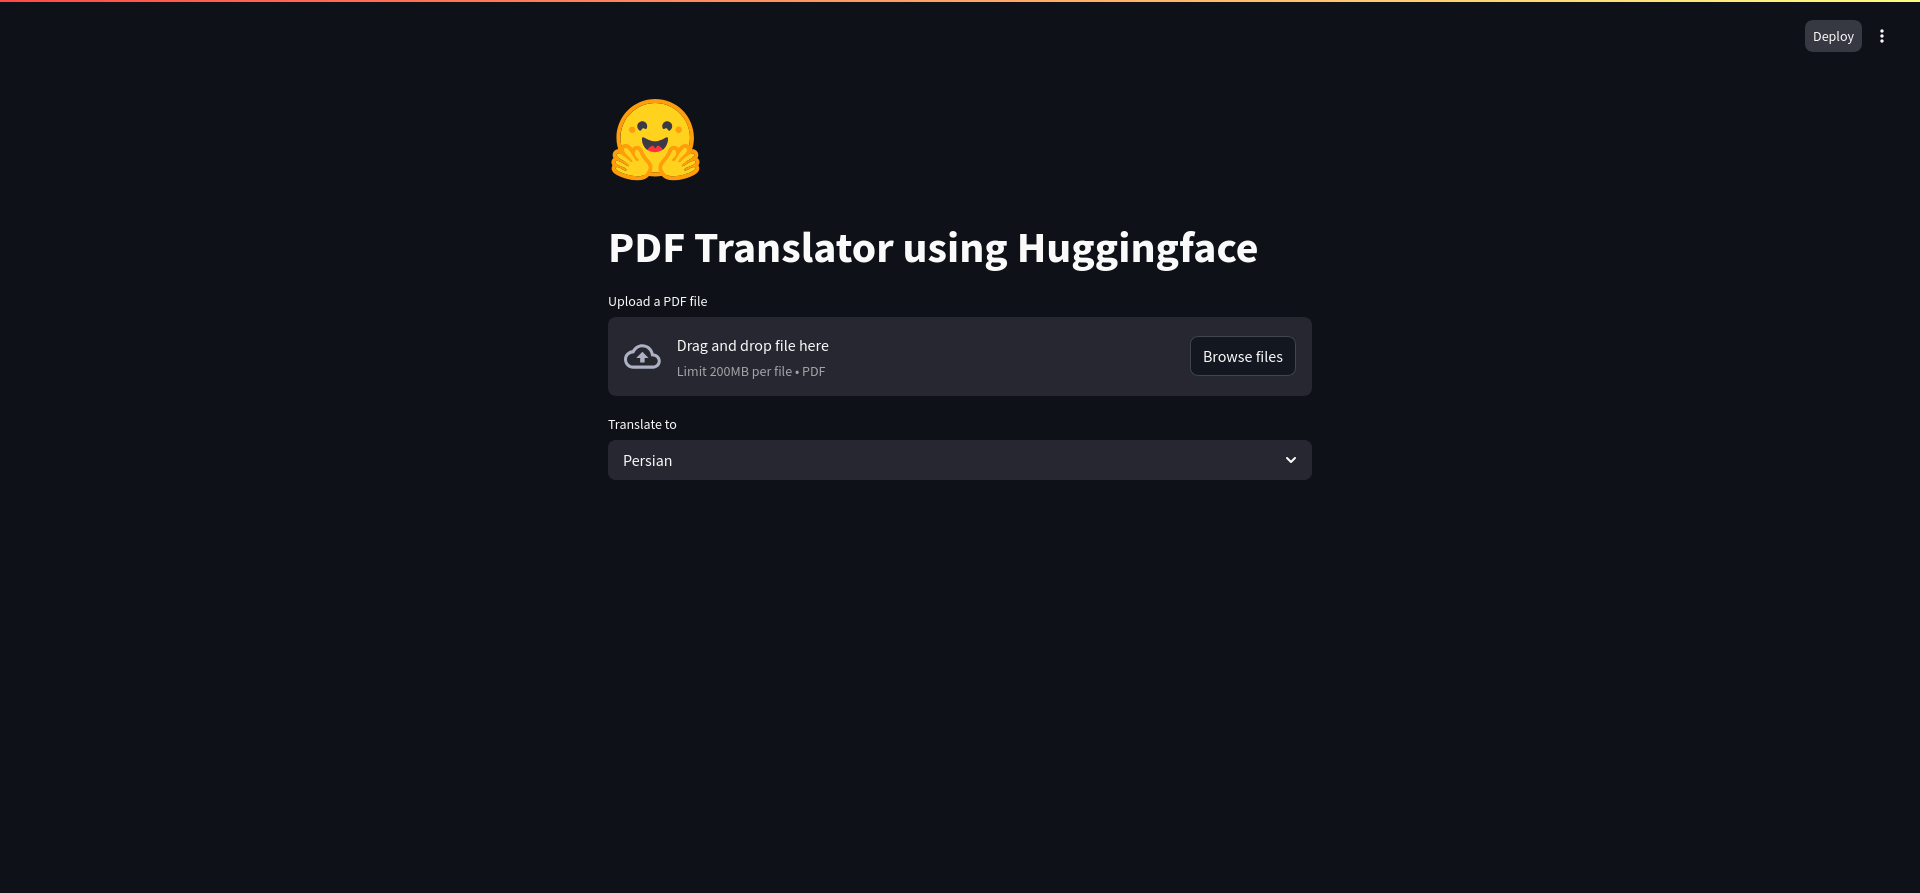 Deploy
PDF Translator using Huggingface
Upload a PDF file
Drag and drop file here
Limit 200MB per file • PDF
Browse files
Translate to
Persian